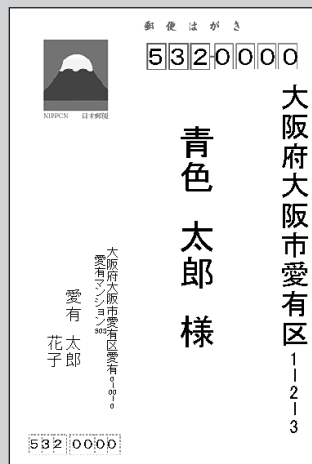 郵便はがき
NIPPON 日本郵便
5320000
大阪府大阪市愛有区1-2-3
青色 太郎 様
大阪府大阪市愛有区愛有0-00-0
愛有マンション503
愛有 太郎
花子
532 0000